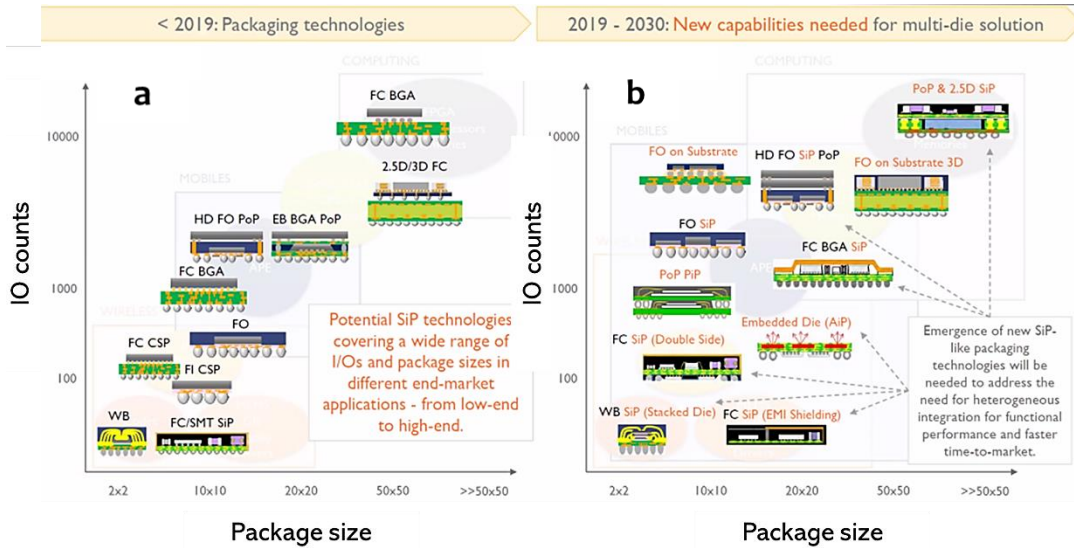 < 2019: Packaging technologies
2019 - 2030: New capabilities needed for multi-die solution
a
COMPUTING
FC BGA
10000
2.5D/3D FC
MOBILES
HD FO PoP
EB BGA PoP
IO counts
APE
FC BGA
1000
WIRELESS
FO
FC CSP
FI CSP
100
Potential SiP technologies
covering a wide range of
I/Os and package sizes in
different end-market
applications - from low-end
to high-end.
WB
FC/SMT SiP
2x2
10x10
20x20
50x50
>>50x50
Package size
b
COMPUTING
PoP & 2.5D SiP
'0000
MOBILES
FO on Substrate
HD FO SiP PoP
FO on Substrate 3D
IO counts
FO SiP
APE
FC BGA SiP
1000
PoP PiP
Embedded Die (AiP)
FC SiP (Double Side)
100
Emergence of new SiP-
like packaging
technologies will be
needed to address the
need for heterogeneous
integration for functional
performance and faster
time-to-market.
WB SiP (Stacked Die)
FC SiP (EMI Shielding)
2x2
10x10
20x20
50x50
>>50x50
Package size